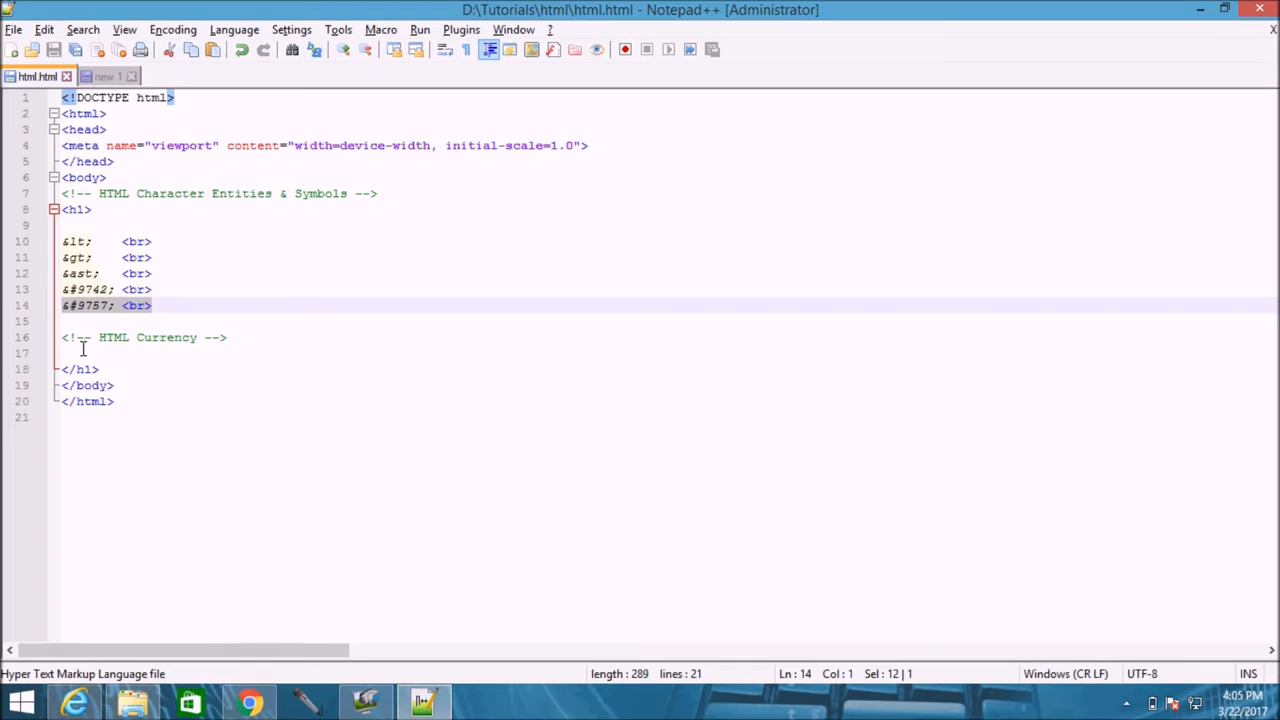 D:\Tutorials\html\html.html - Notepad++ [Administrator]
File Edit Search View Encoding Language Settings Tools Macro Run Plugins Window ? X
html.html new 1
1 <!DOCTYPE html>
2 <html>
3 <head>
4 <meta name="viewport" content="width=device-width, initial-scale=1.0">
5 </head>
6 <body>
7 <!-- HTML Character Entities & Symbols -->
8 <h1>
9
10 &lt; <br>
11 &gt; <br>
12 &ast; <br>
13 &#9742; <br>
14 &#9757; <br>
15
16 <!-- HTML Currency -->
17
18 </h1>
19 </body>
20 </html>
21
Hyper Text Markup Language file length : 289 lines : 21 Ln : 14 Col : 1 Sel : 12 | 1 Windows (CR LF) UTF-8 INS
4:05 PM
3/22/2017